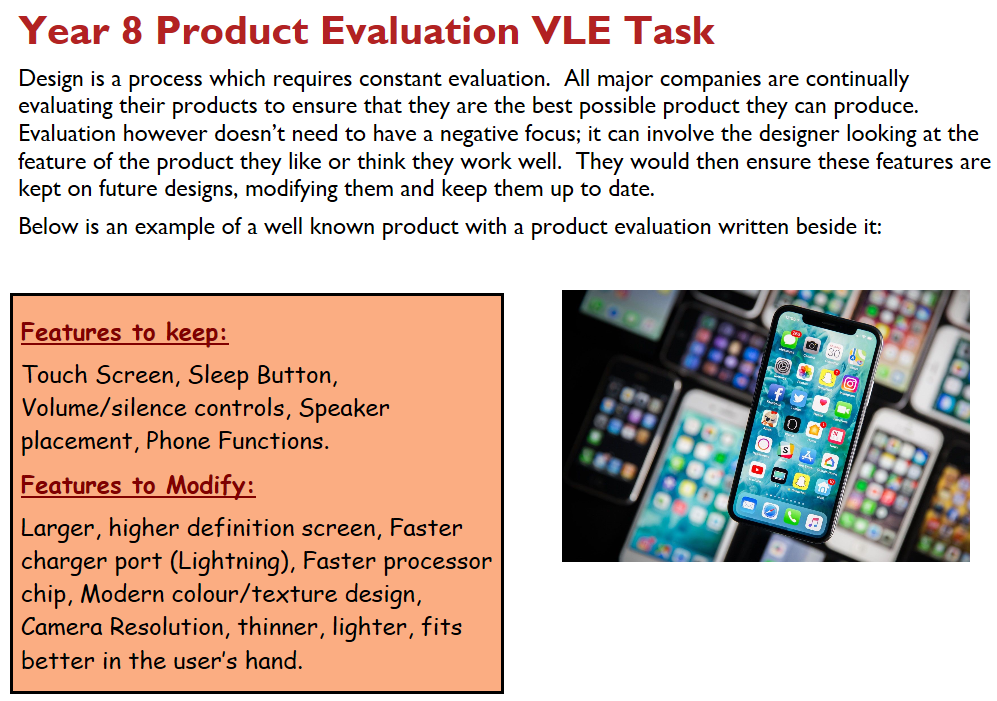 Year 8 Product Evaluation VLE Task
Design is a process which requires constant evaluation.  All major companies are continually
evaluating their products to ensure that they are the best possible product they can produce.
Evaluation however doesn’t need to have a negative focus; it can involve the designer looking at the
feature of the product they like or think they work well.  They would then ensure these features are
kept on future designs, modifying them and keep them up to date.
Below is an example of a well known product with a product evaluation written beside it:
Features to keep:
Touch Screen, Sleep Button,
Volume/silence controls, Speaker
placement, Phone Functions.
Features to Modify:
Larger, higher definition screen, Faster
charger port (Lightning), Faster processor
chip, Modern colour/texture design,
Camera Resolution, thinner, lighter, fits
better in the user’s hand.